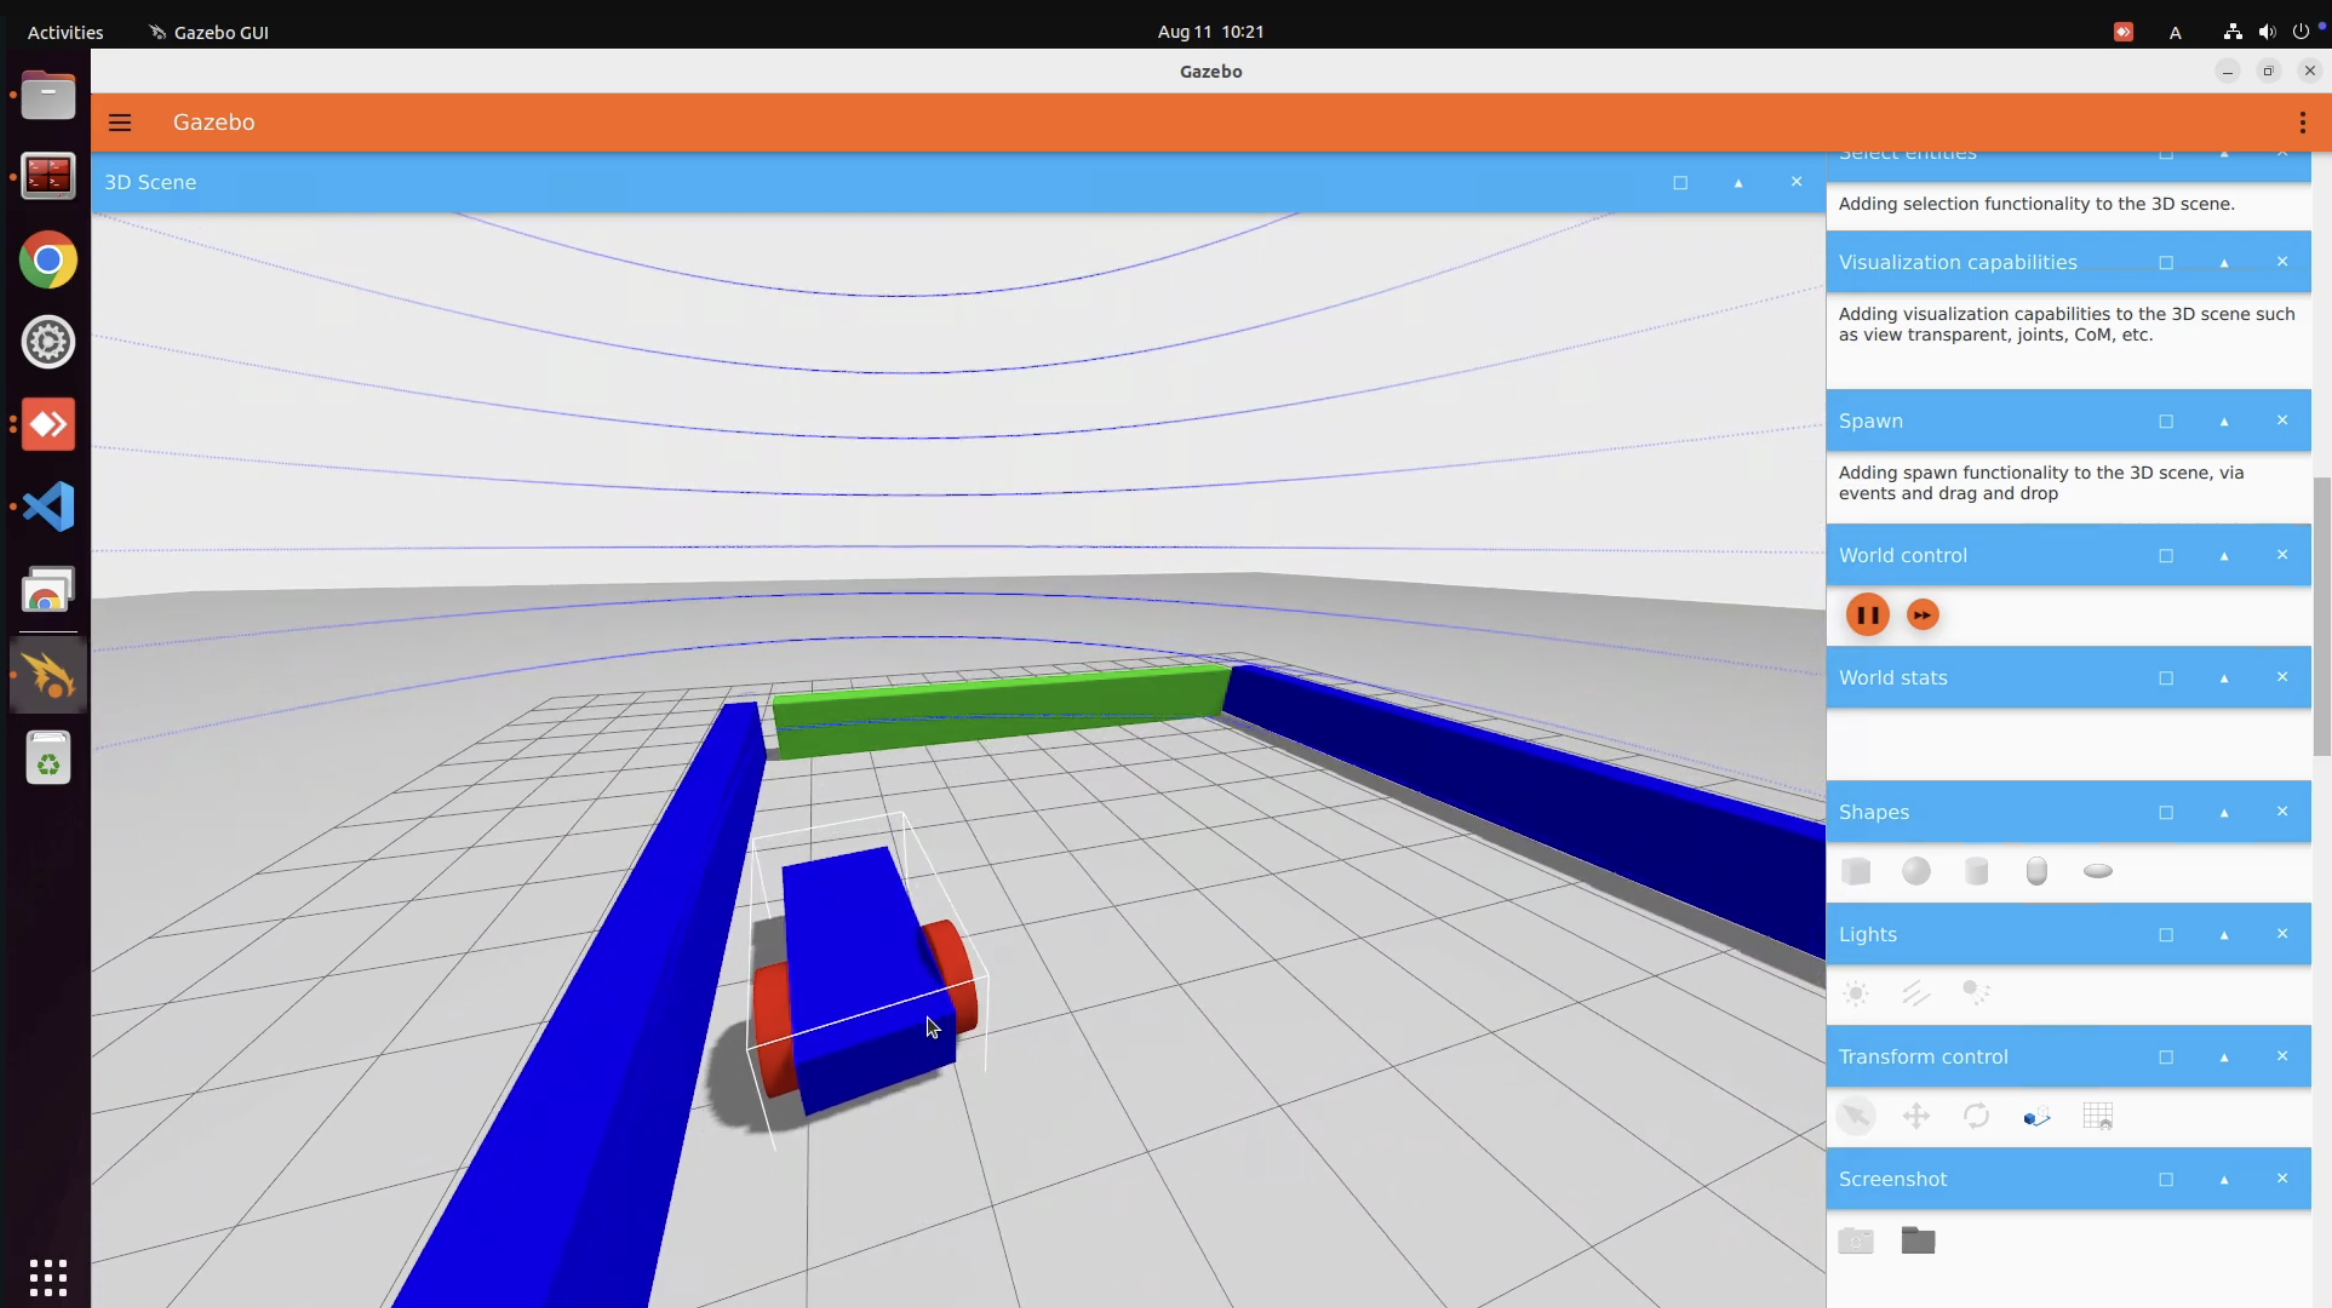 Activities
Gazebo GUI
Aug 11 10:21
A
Gazebo
Gazebo
3D Scene
Select entities
Adding selection functionality to the 3D scene.
Visualization capabilities
Adding visualization capabilities to the 3D scene such
as view transparent, joints, CoM, etc.
Spawn
Adding spawn functionality to the 3D scene, via
events and drag and drop
World control
World stats
Shapes
Lights
Transform control
Screenshot